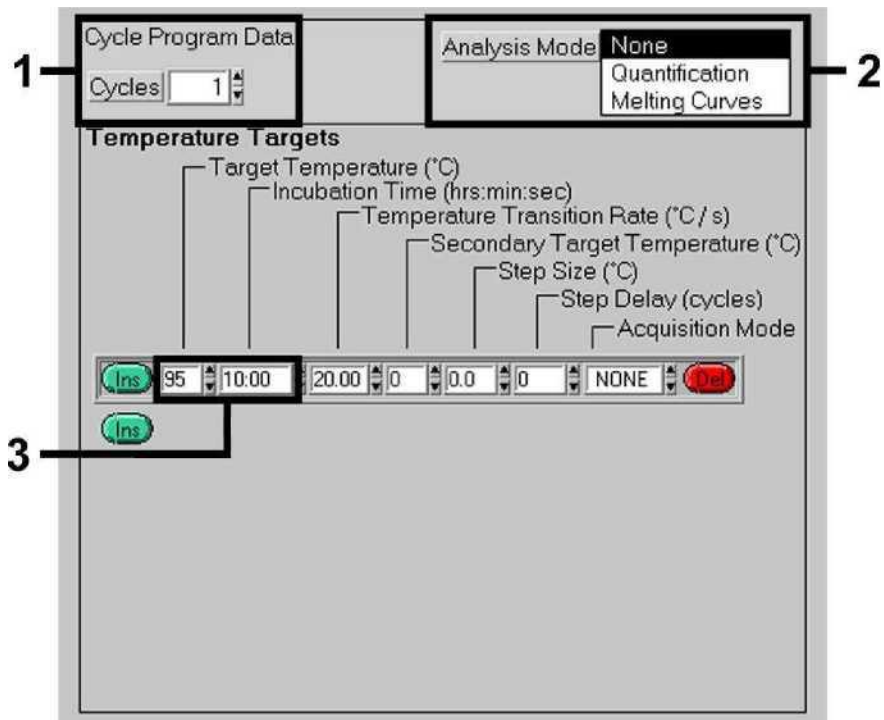 Cycle Program Data
Analysis Mode None
Quantification
Melting Curves
1
2
Cycles 1
Temperature Targets
Target Temperature (°C)
Incubation Time (hrs:min:sec)
Temperature Transition Rate (°C / s)
Secondary Target Temperature (°C)
Step Size (°C)
Step Delay (cycles)
Acquisition Mode
Ins 95 10:00 20.00 0 0.0 0 NONE Del
Ins
3